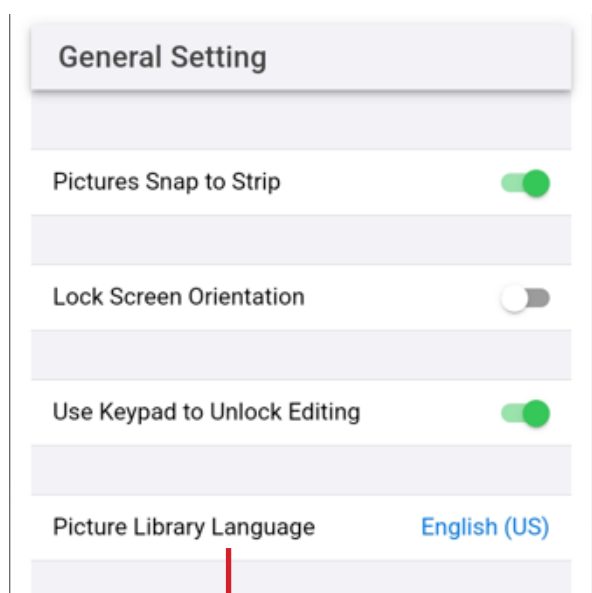 General Setting
Pictures Snap to Strip
Lock Screen Orientation
Use Keypad to Unlock Editing
Picture Library Language English (US)